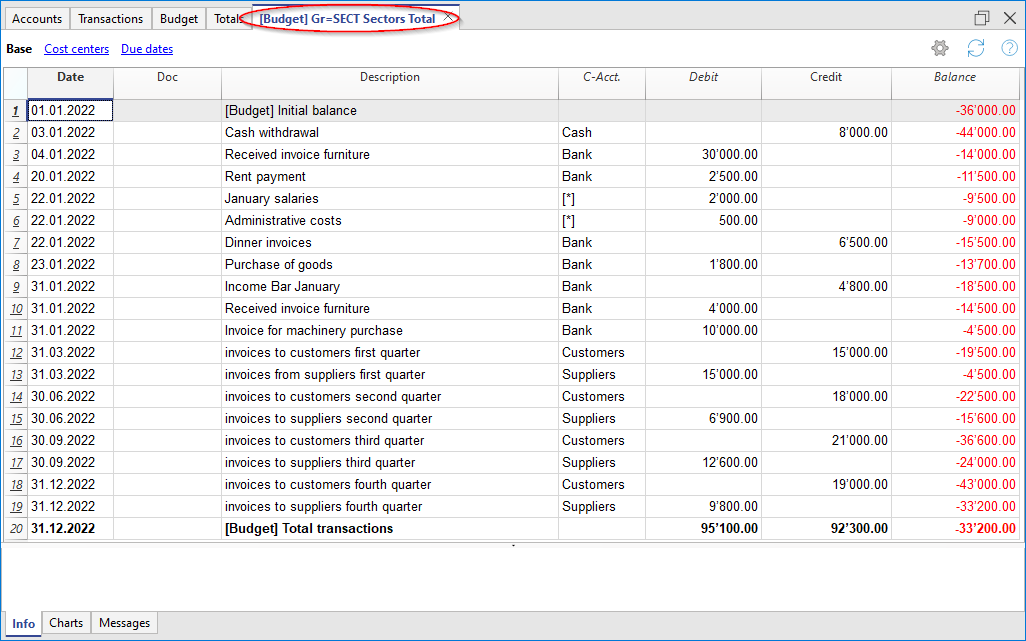 Accounts Transactions Budget Totals [Budget] Gr=SECT Sectors Total
Base Cost centers Due dates
Date Doc Description C-Acct. Debit Credit Balance
1 01.01.2022 [Budget] Initial balance -36'000.00
2 03.01.2022 Cash withdrawal Cash 8'000.00 -44'000.00
3 04.01.2022 Received invoice furniture Bank 30'000.00 -14'000.00
4 20.01.2022 Rent payment Bank 2'500.00 -11'500.00
5 22.01.2022 January salaries [*] 2'000.00 -9'500.00
6 22.01.2022 Administrative costs [*] 500.00 -9'000.00
7 22.01.2022 Dinner invoices Bank 6'500.00 -15'500.00
8 23.01.2022 Purchase of goods Bank 1'800.00 -13'700.00
9 31.01.2022 Income Bar January Bank 4'800.00 -18'500.00
10 31.01.2022 Received invoice furniture Bank 4'000.00 -14'500.00
11 31.01.2022 Invoice for machinery purchase Bank 10'000.00 -4'500.00
12 31.03.2022 invoices to customers first quarter Customers 15'000.00 -19'500.00
13 31.03.2022 invoices from suppliers first quarter Suppliers 15'000.00 -4'500.00
14 30.06.2022 invoices to customers second quarter Customers 18'000.00 -22'500.00
15 30.06.2022 invoices to suppliers second quarter Suppliers 6'900.00 -15'600.00
16 30.09.2022 invoices to customers third quarter Customers 21'000.00 -36'600.00
17 30.09.2022 invoices to suppliers third quarter Suppliers 12'600.00 -24'000.00
18 31.12.2022 invoices to customers fourth quarter Customers 19'000.00 -43'000.00
19 31.12.2022 invoices to suppliers fourth quarter Suppliers 9'800.00 -33'200.00
20 31.12.2022 [Budget] Total transactions 95'100.00 92'300.00 -33'200.00
Info Charts Messages